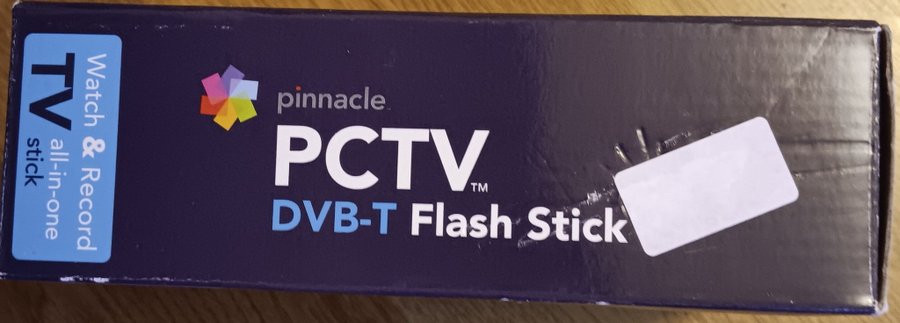 Watch & Record
TV all-in-one
stick
pinnacle
PCTV™
DVB-T Flash Stick